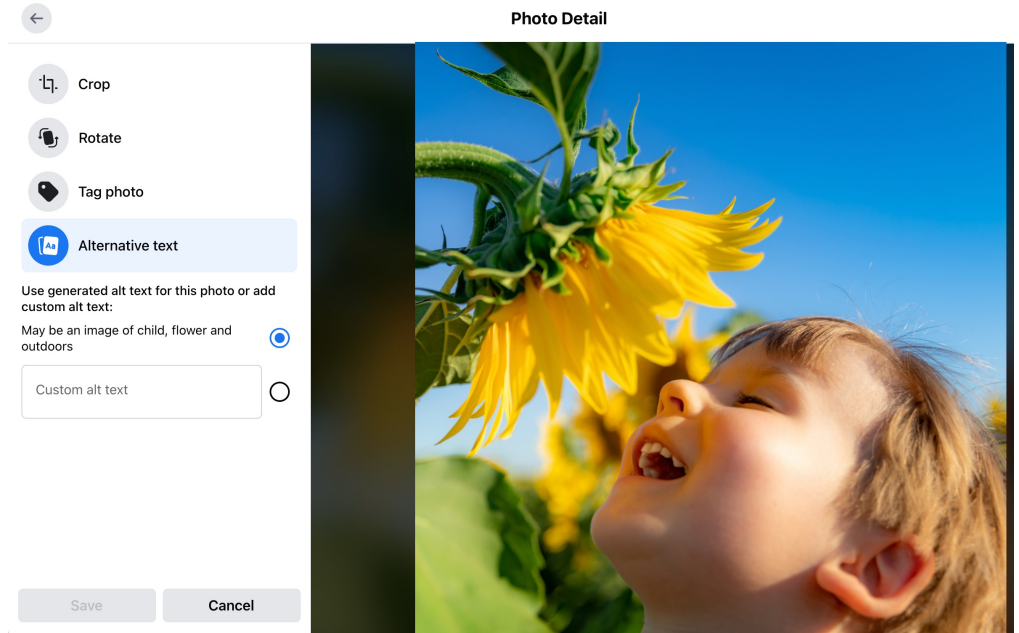 Photo Detail
Crop
Rotate
Tag photo
Aa
Alternative text
Use generated alt text for this photo or add
custom alt text:
May be an image of child, flower and
outdoors
Custom alt text
Save
Cancel